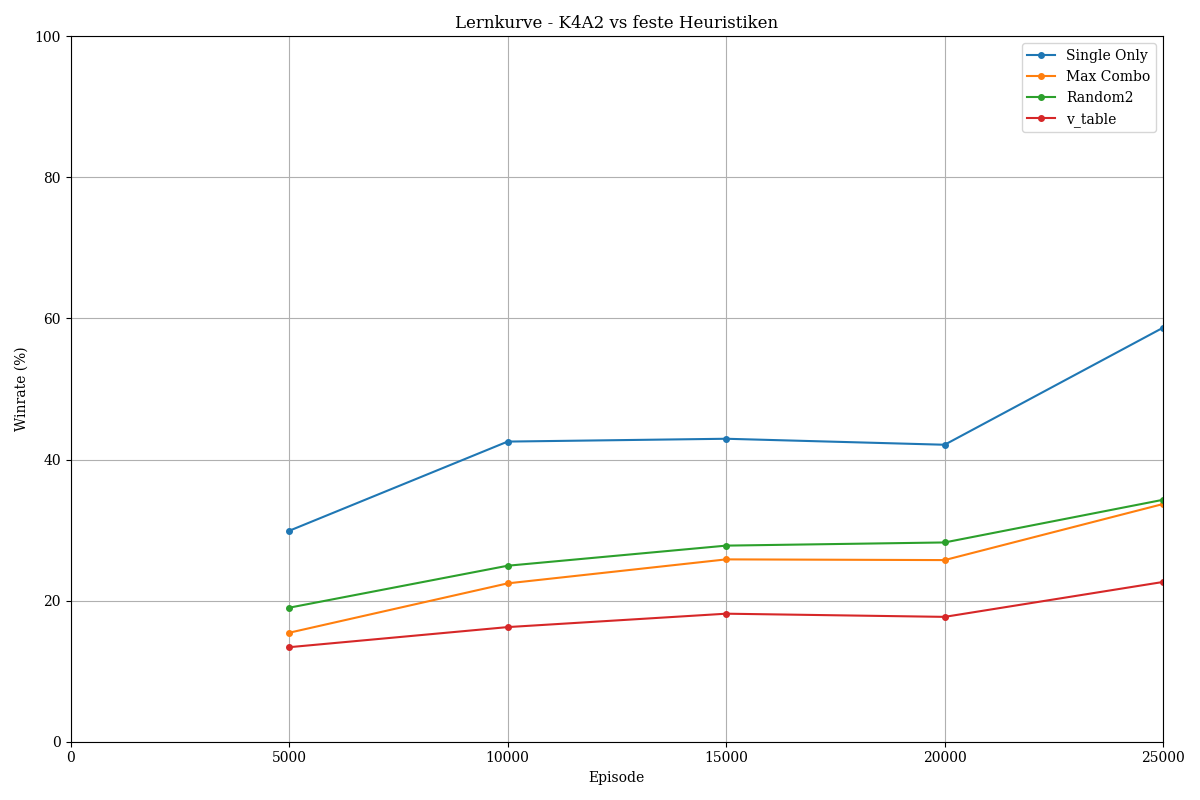 Lernkurve - K4A2 vs feste Heuristiken
100
80
60
40
20
0
Winrate (%)
Single Only
Max Combo
Random2
v_table
0 5000 10000 15000 20000 25000
Episode